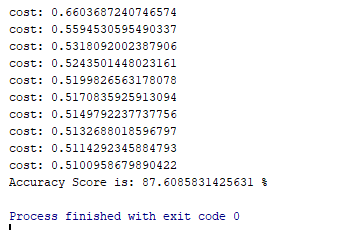 cost: 0.6603687240746574
cost: 0.5594530595490337
cost: 0.5318092002387906
cost: 0.5243501448023161
cost: 0.5199826563178078
cost: 0.5170835925913094
cost: 0.5149792237737756
cost: 0.5132688018596797
cost: 0.5114292345884793
cost: 0.5100958679890422
Accuracy Score is: 87.6085831425631 %
Process finished with exit code 0